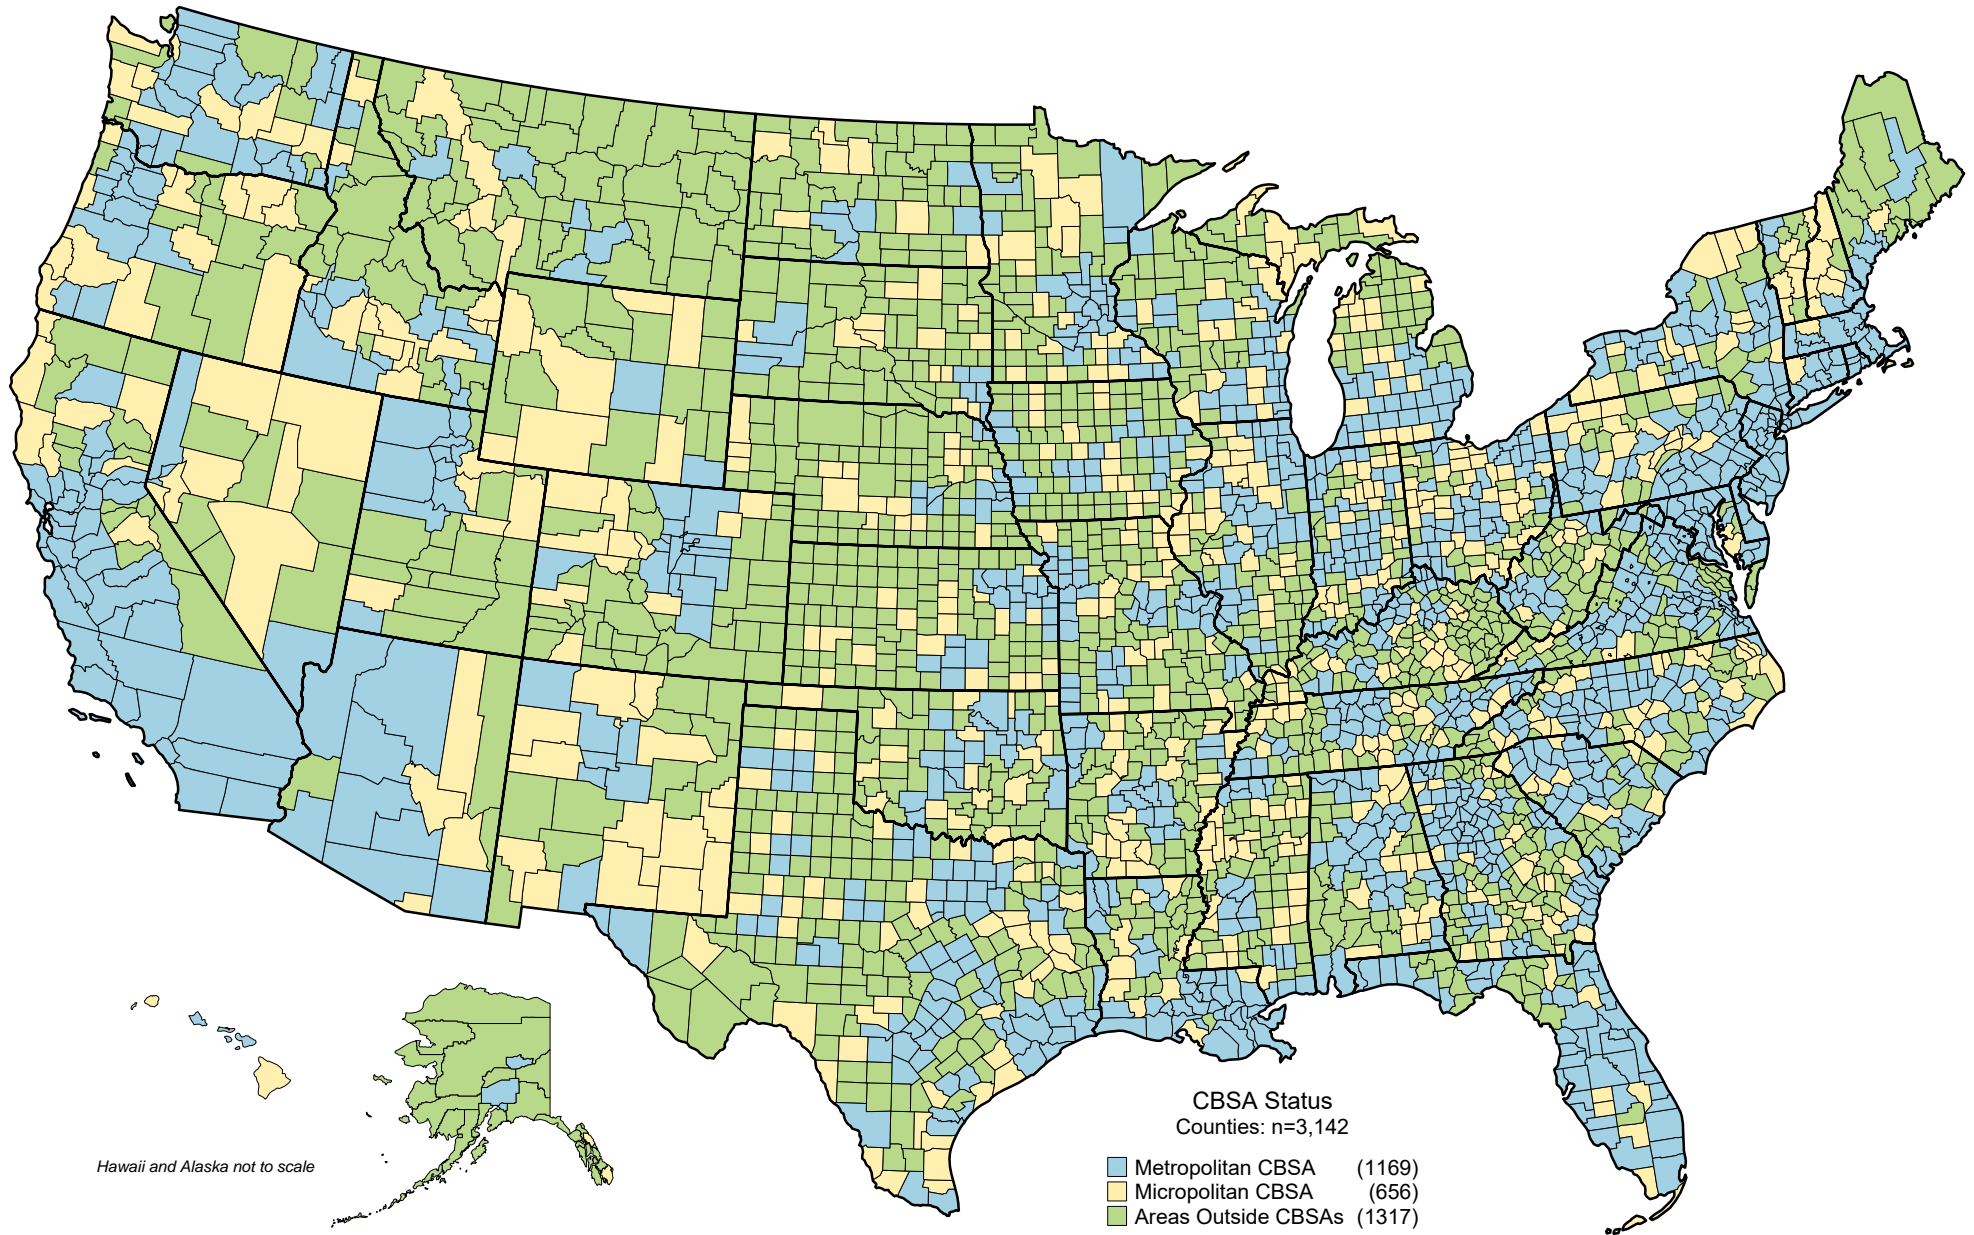 CBSA Status
Counties: n=3,142
Metropolitan CBSA (1169)
Micropolitan CBSA (656)
Areas Outside CBSAs (1317)
Hawaii and Alaska not to scale